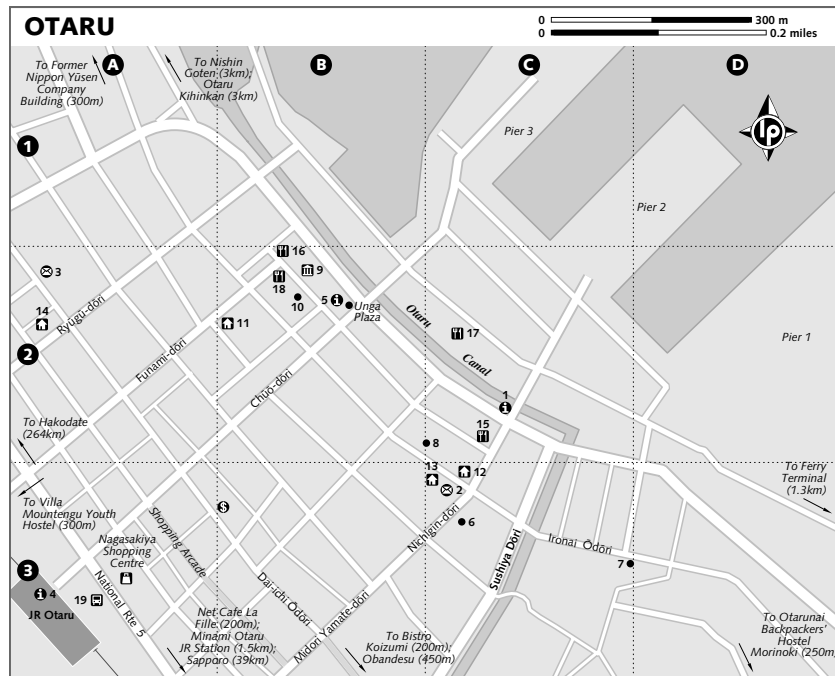 OTARU
0 300 m
0 0.2 miles
A
B
C
D
To Former
Nippon Yūsen
Company
Building (300m)
To Nishin
Goten (3km);
Otaru
Kihinkan (3km)
Pier 3
1
lp
Pier 2
16
9
3
18
5
10
Unga
Plaza
14
11
Ryūgū-dōri
Otaru
Canal
17
Pier 1
2
Funami-dōri
Chūō-dōri
1
15
8
To Hakodate
(264km)
13
12
2
To Ferry
Terminal
(1.3km)
To Villa
Mountengu Youth
Hostel (300m)
$
Shopping Arcade
Nichigin-dōri
6
Sushiya Dōri
Ironai Ōdōri
7
Nagasakiya
Shopping
Centre
3
4
JR Otaru
19
National Rte 5
Dai-ichi Ōdōri
Midori Yamate-dōri
Net Cafe La
Fille (200m);
Minami Otaru
JR Station (1.5km);
Sapporo (39km)
To Bistro
Koizumi (200m);
Obandesu (450m)
To Otarunai
Backpackers'
Hostel
Morinoki (250m)